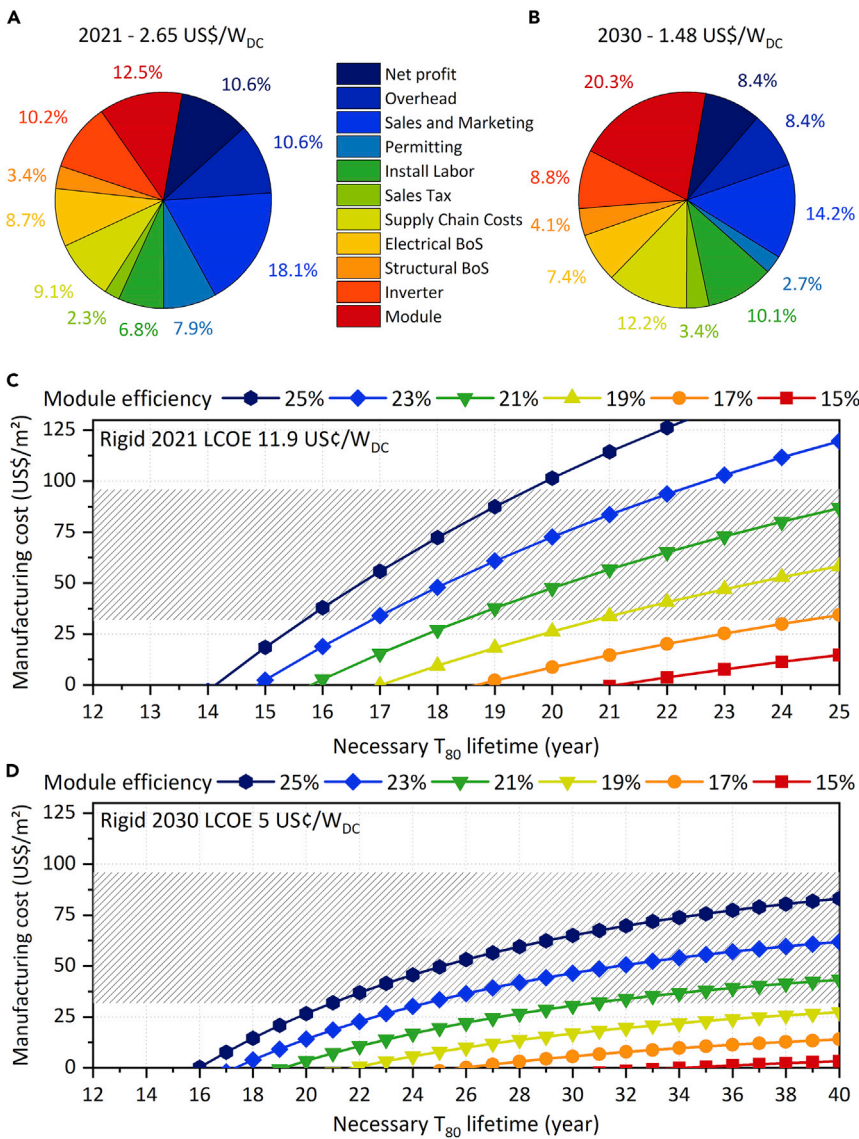 A
2021 - 2.65 US$/W_DC
12.5%
10.6%
10.2%
10.6%
3.4%
8.7%
18.1%
9.1%
2.3%
6.8%
7.9%
Net profit
Overhead
Sales and Marketing
Permitting
Install Labor
Sales Tax
Supply Chain Costs
Electrical BoS
Structural BoS
Inverter
Module
B
2030 - 1.48 US$/W_DC
20.3%
8.4%
8.4%
8.8%
4.1%
14.2%
7.4%
2.7%
12.2%
3.4%
10.1%
C
Module efficiency 25% 23% 21% 19% 17% 15%
Rigid 2021 LCOE 11.9 US¢/W_DC
Manufacturing cost (US$/m²)
125
100
75
50
25
0
12 13 14 15 16 17 18 19 20 21 22 23 24 25
Necessary T₈₀ lifetime (year)
D
Module efficiency 25% 23% 21% 19% 17% 15%
Rigid 2030 LCOE 5 US¢/W_DC
Manufacturing cost (US$/m²)
125
100
75
50
25
0
12 14 16 18 20 22 24 26 28 30 32 34 36 38 40
Necessary T₈₀ lifetime (year)